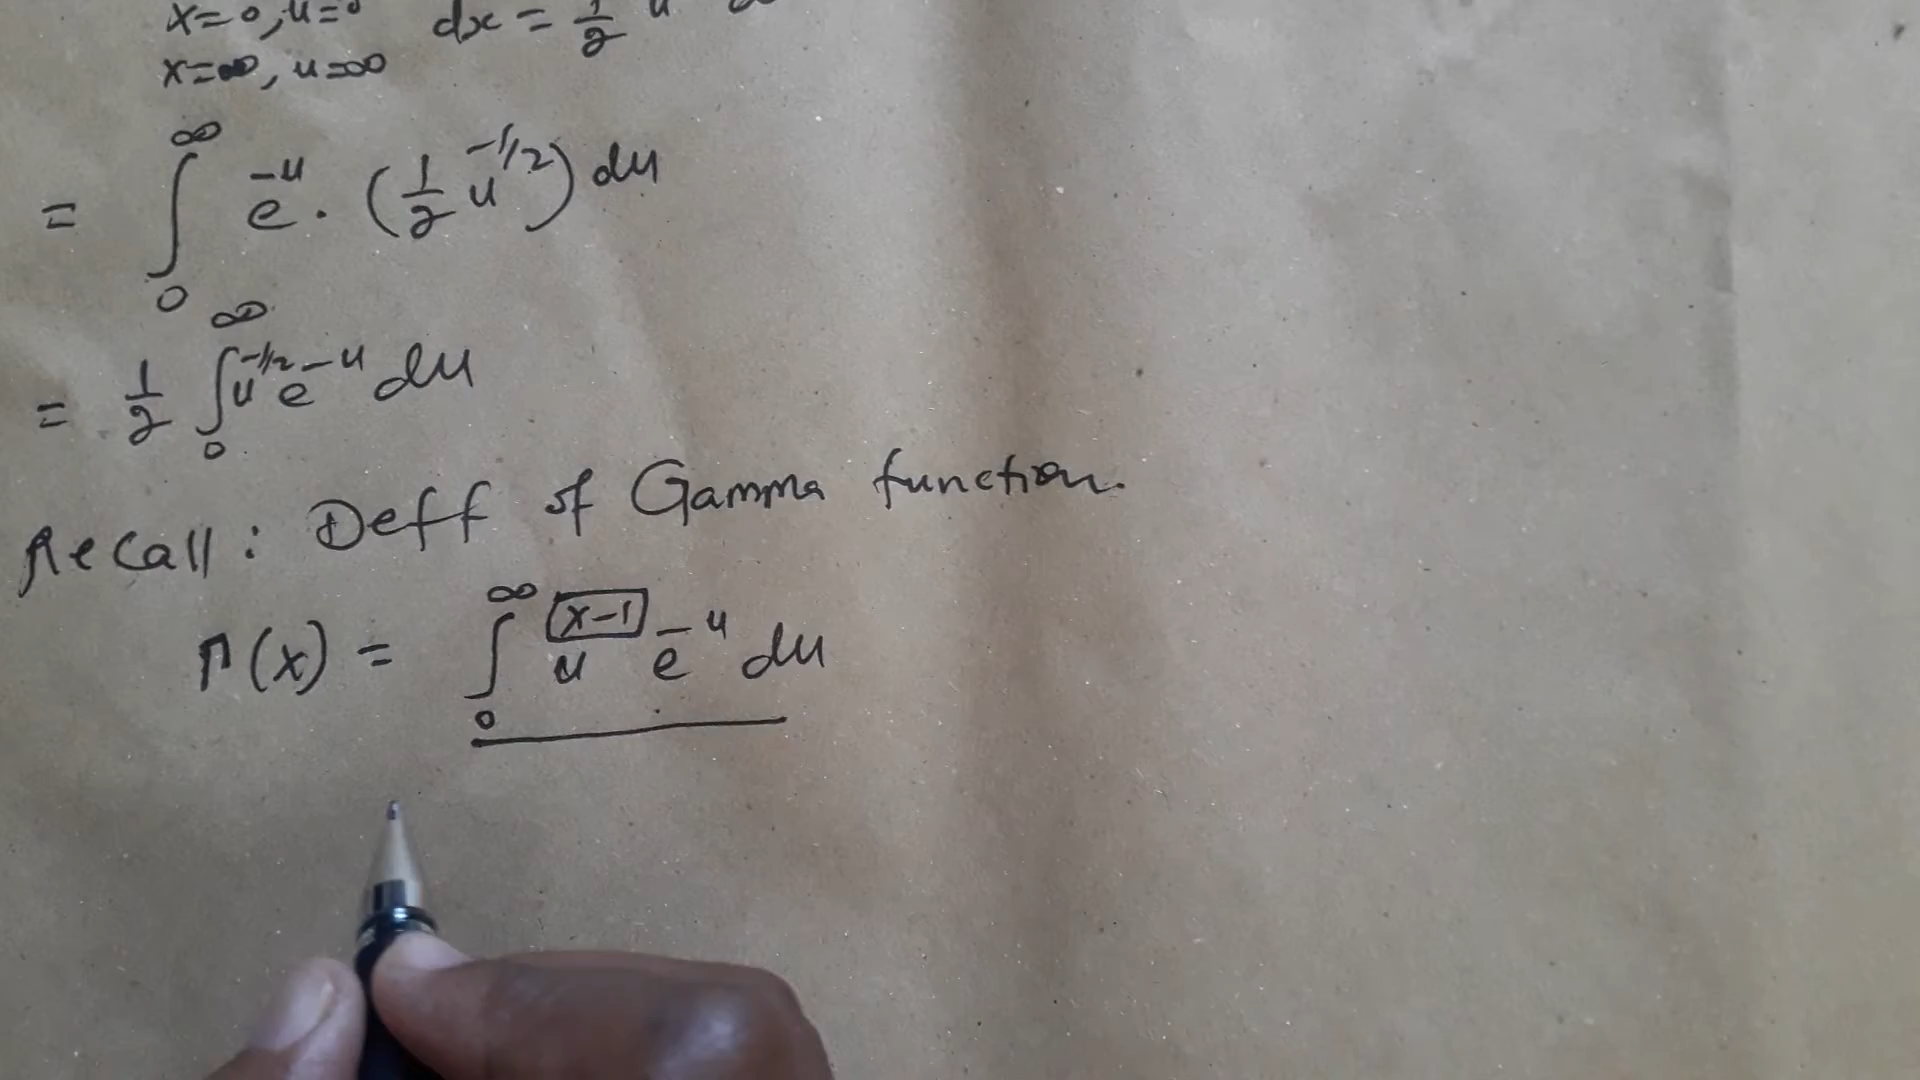 x=0, u=0 dx = 1/2 u
x=∞, u=∞
= ∫₀^∞ e^-u . (1/2 u^-1/2) du
= 1/2 ∫₀^∞ u^-1/2 e^-u du
Recall: Deff of Gamma function.
Γ(x) = ∫₀^∞ u^x-1 e^-u du